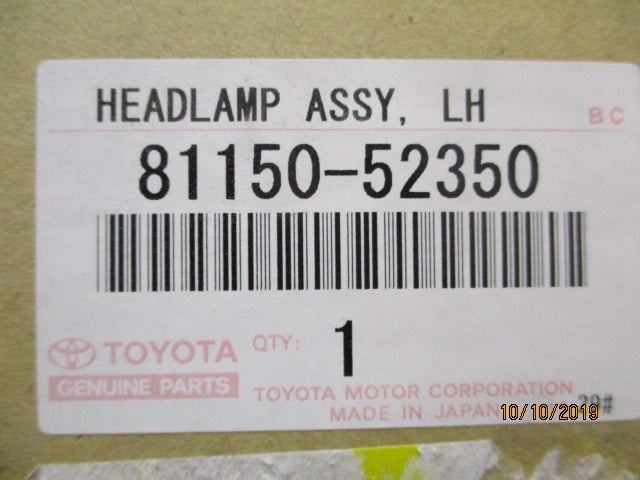 HEADLAMP ASSY, LH
BC
81150-52350
TOYOTA
QTY: 1
GENUINE PARTS
TOYOTA MOTOR CORPORATION
MADE IN JAPAN
10/10/2019